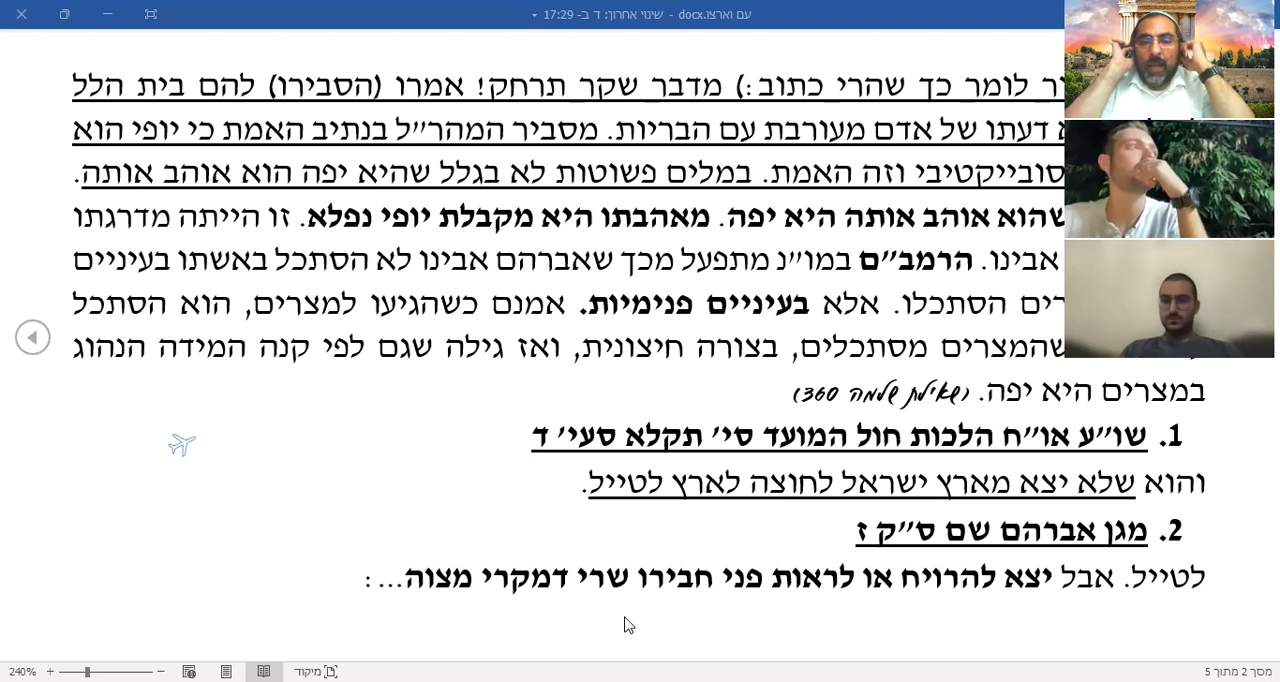 עם וארצו.docx - שינוי אחרון: ד ב- 17:29
לומר כך שהרי כתוב:) מדבר שקר תרחק! אמרו (הסבירו) להם בית הלל
דעתו של אדם מעורבת עם הבריות. מסביר המהר״ל בנתיב האמת כי יופי הוא
סובייקטיבי וזה האמת. במלים פשוטות לא בגלל שהיא יפה הוא אוהב אותה.
שהוא אוהב אותה היא יפה. מאהבתו היא מקבלת יופי נפלא. זו הייתה מדרגתו
אבינו. הרמב״ם במו״נ מתפעל מכך שאברהם אבינו לא הסתכל באשתו בעיניים
הסתכלו. אלא בעיניים פנימיות. אמנם כשהגיעו למצרים, הוא הסתכל
שהמצרים מסתכלים, בצורה חיצונית, ואז גילה שגם לפי קנה המידה הנהוג
במצרים היא יפה. (שאילת שלמה 360)
1. שו״ע או״ח הלכות חול המועד סי׳ תקלא סעי׳ ד
והוא שלא יצא מארץ ישראל לחוצה לארץ לטייל.
2. מגן אברהם שם ס״ק ז
לטייל. אבל יצא להרויח או לראות פני חבירו שרי דמקרי מצוה... :
מסך 2 מתוך 5
מיקוד
240%